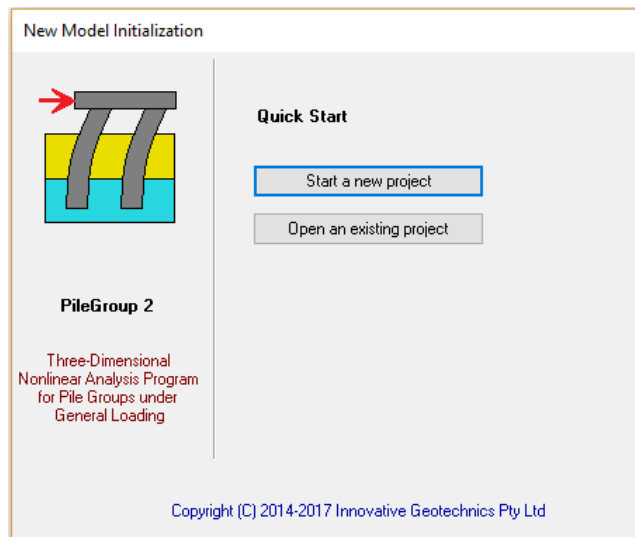 New Model Initialization
Quick Start
Start a new project
Open an existing project
PileGroup 2
Three-Dimensional
Nonlinear Analysis Program
for Pile Groups under
General Loading
Copyright (C) 2014-2017 Innovative Geotechnics Pty Ltd